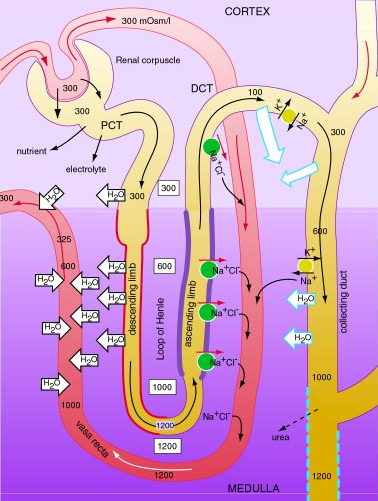 CORTEX
300 mOsm/l
Renal corpuscle
300
DCT
100
K⁺
Na⁺
300
PCT
300
nutrient
electrolyte
Na⁺Cl⁻
300
300
H₂O
H₂O
300
325
600
600
K⁺
Na⁺
H₂O
H₂O
H₂O
H₂O
H₂O
H₂O
H₂O
H₂O
H₂O
H₂O
H₂O
600
Na⁺Cl⁻
Na⁺Cl⁻
Na⁺Cl⁻
Na⁺Cl⁻
descending limb
Loop of Henle
ascending limb
collecting duct
1000
1000
1000
1200
1200
urea
vasa recta
1200
1200
MEDULLA